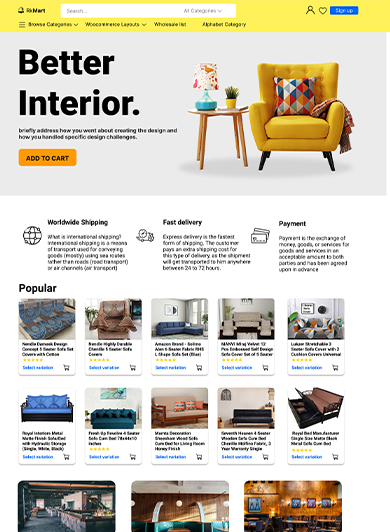 RkMart
Search...
All Categories
Sign up
Browse Categories
Woocommerce Layouts
Wholesale list
Alphabet Category
Better
Interior.
briefly address how you went about creating the design and
how you handled specific design challenges.
ADD TO CART
Worldwide Shipping
What is international shipping?
International shipping is a means
of transport used for conveying
goods (mostly) using sea routes
rather than roads (road transport)
or air channels (air transport)
Fast delivery
Express delivery is the fastest
form of shipping. The customer
pays an extra shipping cost for
this type of delivery, as the shipment
will get transported to him anywhere
between 24 to 72 hours.
Payment
Payment is the exchange of
money, goods, or services for
goods and services in an
acceptable amount to both
parties and has been agreed
upon in advance
Popular
Nendle Damask Design
Concept 5 Seater Sofa Set
Covers with Cotton
Select variation
Nendle Highly Durable
Chenille 5 Seater Sofa
Covers
Select variation
Amazon Brand - Solimo
Alen 6 Seater Fabric RHS
L Shape Sofa Set (Blue)
Select variation
Velvet 12
Pcs Embossed Self Design
Sofa Cover Set of 5 Seater
Select variation
Lukzer Stretchable 3
Seater Sofa Cover with 2
Cushion Covers Universal
Select variation
Royal Interior Metal
Matte Finish Sofa/Bed
with Hydraulic Storage
(Single, White, Black)
Select variation
Fresh Up Timeline 4 Seater
Sofa Cum Bed 78x44x10
inches
Select variation
Mamta Decoration
Sheesham Wood Sofa
Cum Bed for Living Room
Honey Finish
Select variation
Seventh Heaven 4 Seater
Wooden Sofa Cum Bed
Chenille Molfino Fabric, 3
Year Warranty Single
Select variation
Royal Bed Manufacturer
Single Size Matte Black
Metal Sofa Cum Bed
Select variation